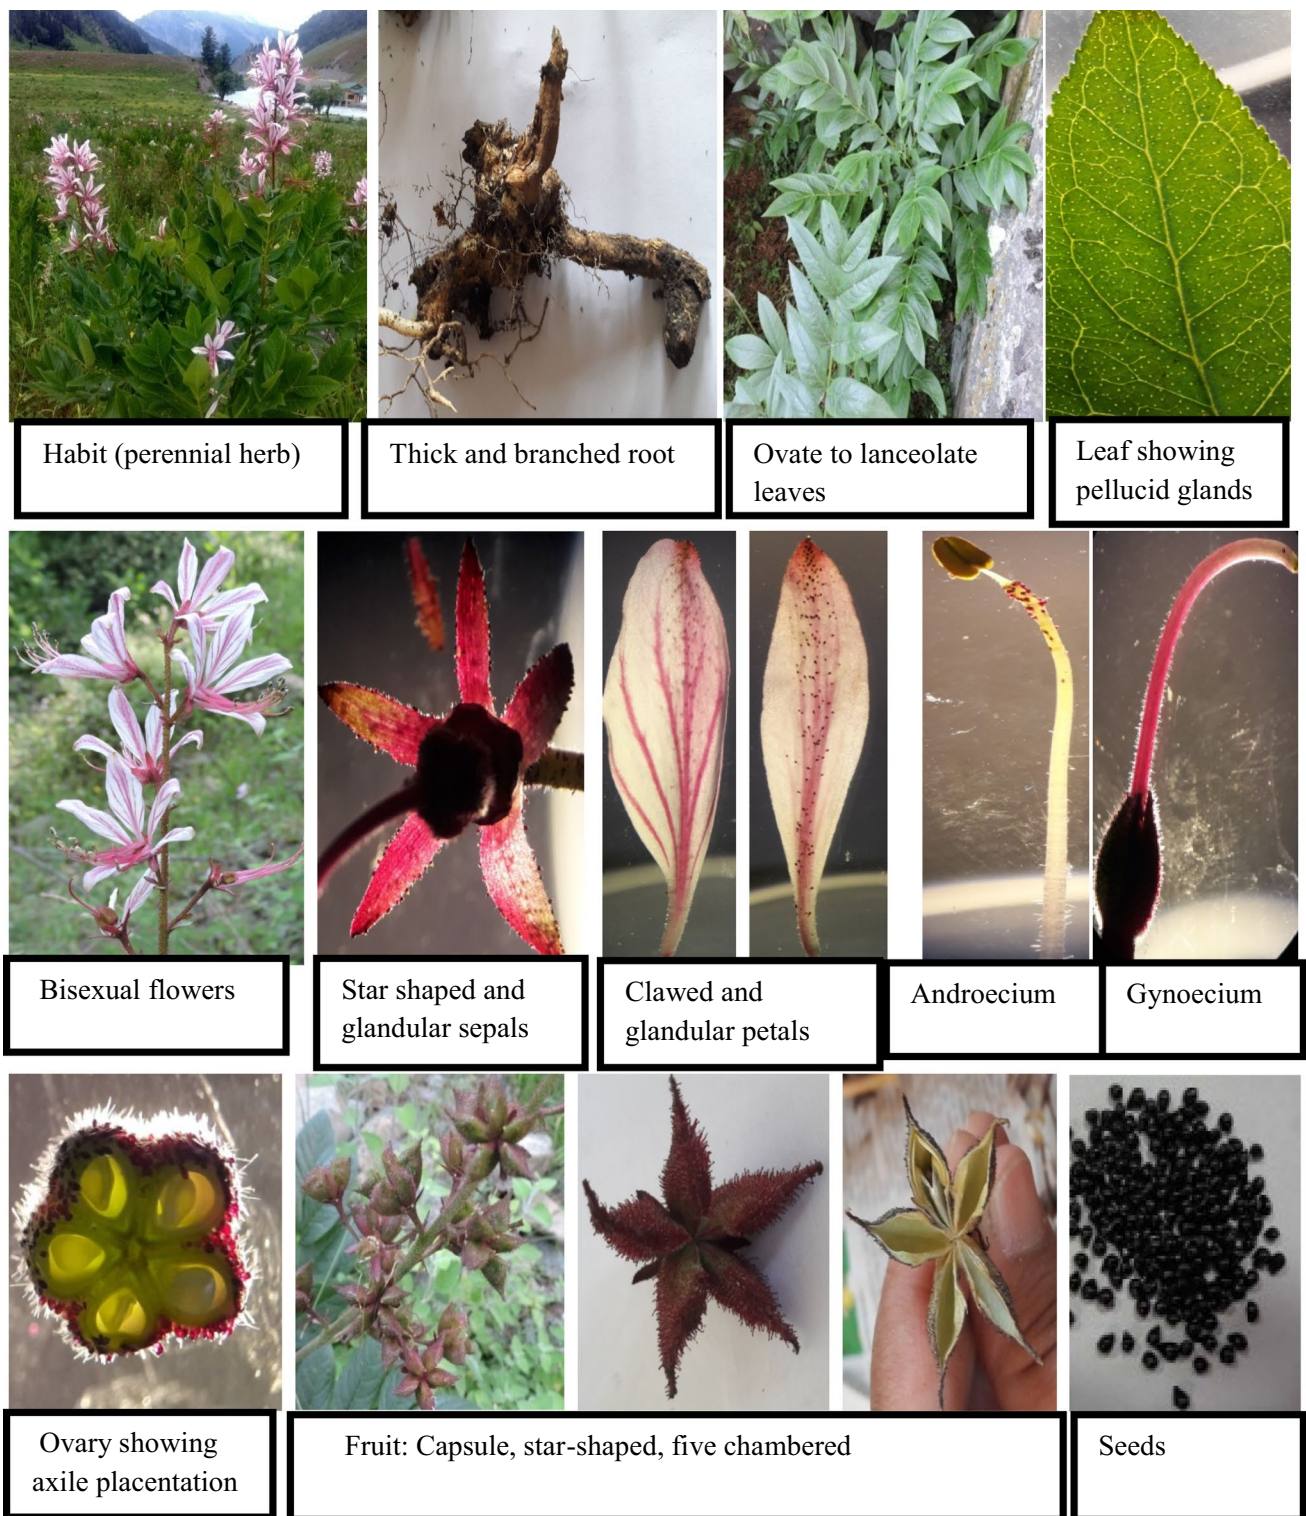 Habit (perennial herb)
Thick and branched root
Ovate to lanceolate
leaves
Leaf showing
pellucid glands
Bisexual flowers
Star shaped and
glandular sepals
Clawed and
glandular petals
Androecium
Gynoecium
Ovary showing
axile placentation
Fruit: Capsule, star-shaped, five chambered
Seeds